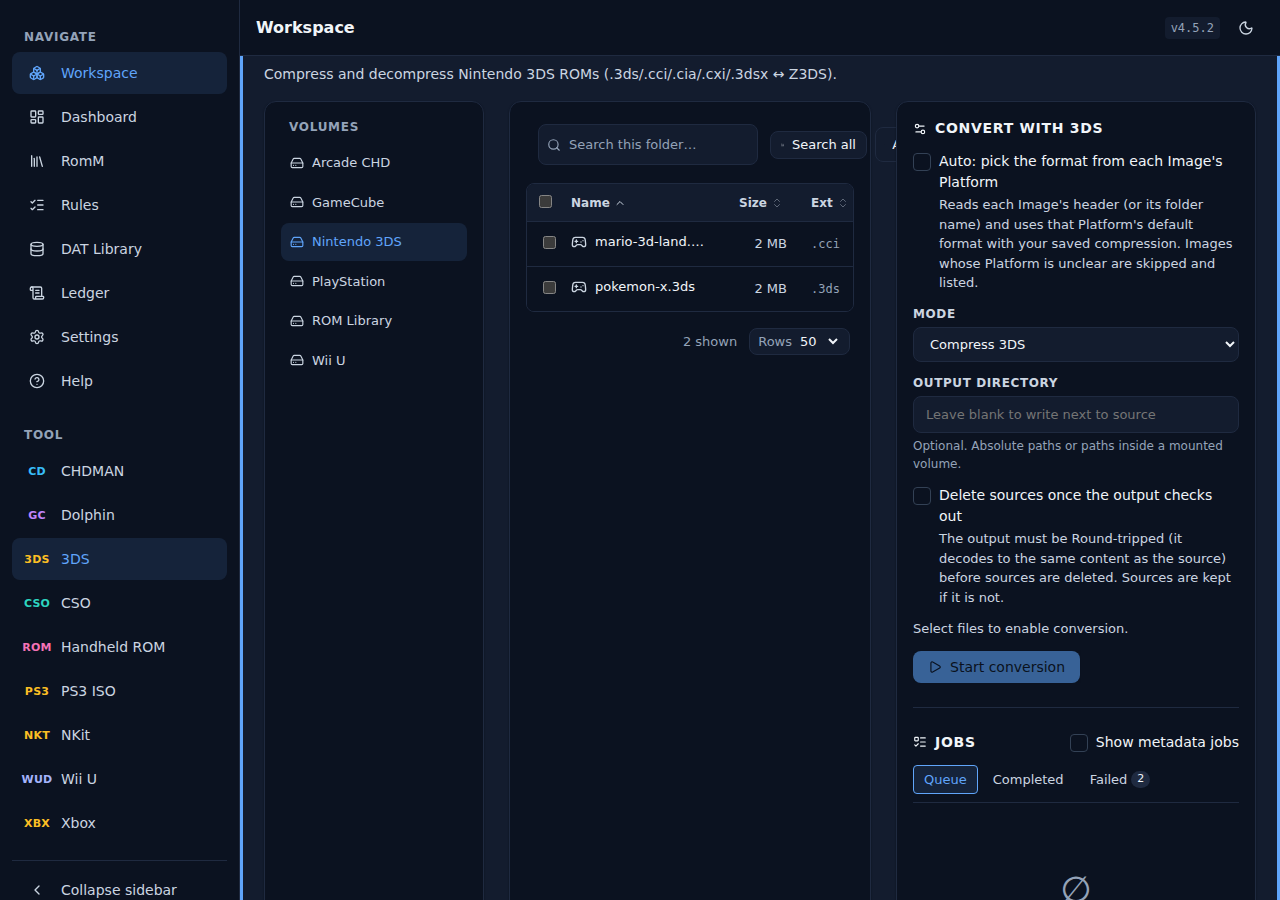 NAVIGATE
Workspace
Dashboard
RomM
Rules
DAT Library
Ledger
Settings
Help
TOOL
CD CHDMAN
GC Dolphin
3DS 3DS
CSO CSO
ROM Handheld ROM
PS3 PS3 ISO
NKT NKit
WUD Wii U
XBX Xbox
Collapse sidebar
Workspace
v4.5.2
Compress and decompress Nintendo 3DS ROMs (.3ds/.cci/.cia/.cxi/.3dsx ↔ Z3DS).
VOLUMES
Arcade CHD
GameCube
Nintendo 3DS
PlayStation
ROM Library
Wii U
Search this folder…
Search all
Name Size Ext
mario-3d-land.… 2 MB .cci
pokemon-x.3ds 2 MB .3ds
2 shown Rows 50
CONVERT WITH 3DS
Auto: pick the format from each Image's
Platform
Reads each Image's header (or its folder
name) and uses that Platform's default
format with your saved compression. Images
whose Platform is unclear are skipped and
listed.
MODE
Compress 3DS
OUTPUT DIRECTORY
Leave blank to write next to source
Optional. Absolute paths or paths inside a mounted
volume.
Delete sources once the output checks
out
The output must be Round-tripped (it
decodes to the same content as the source)
before sources are deleted. Sources are kept
if it is not.
Select files to enable conversion.
Start conversion
JOBS
Show metadata jobs
Queue Completed Failed 2